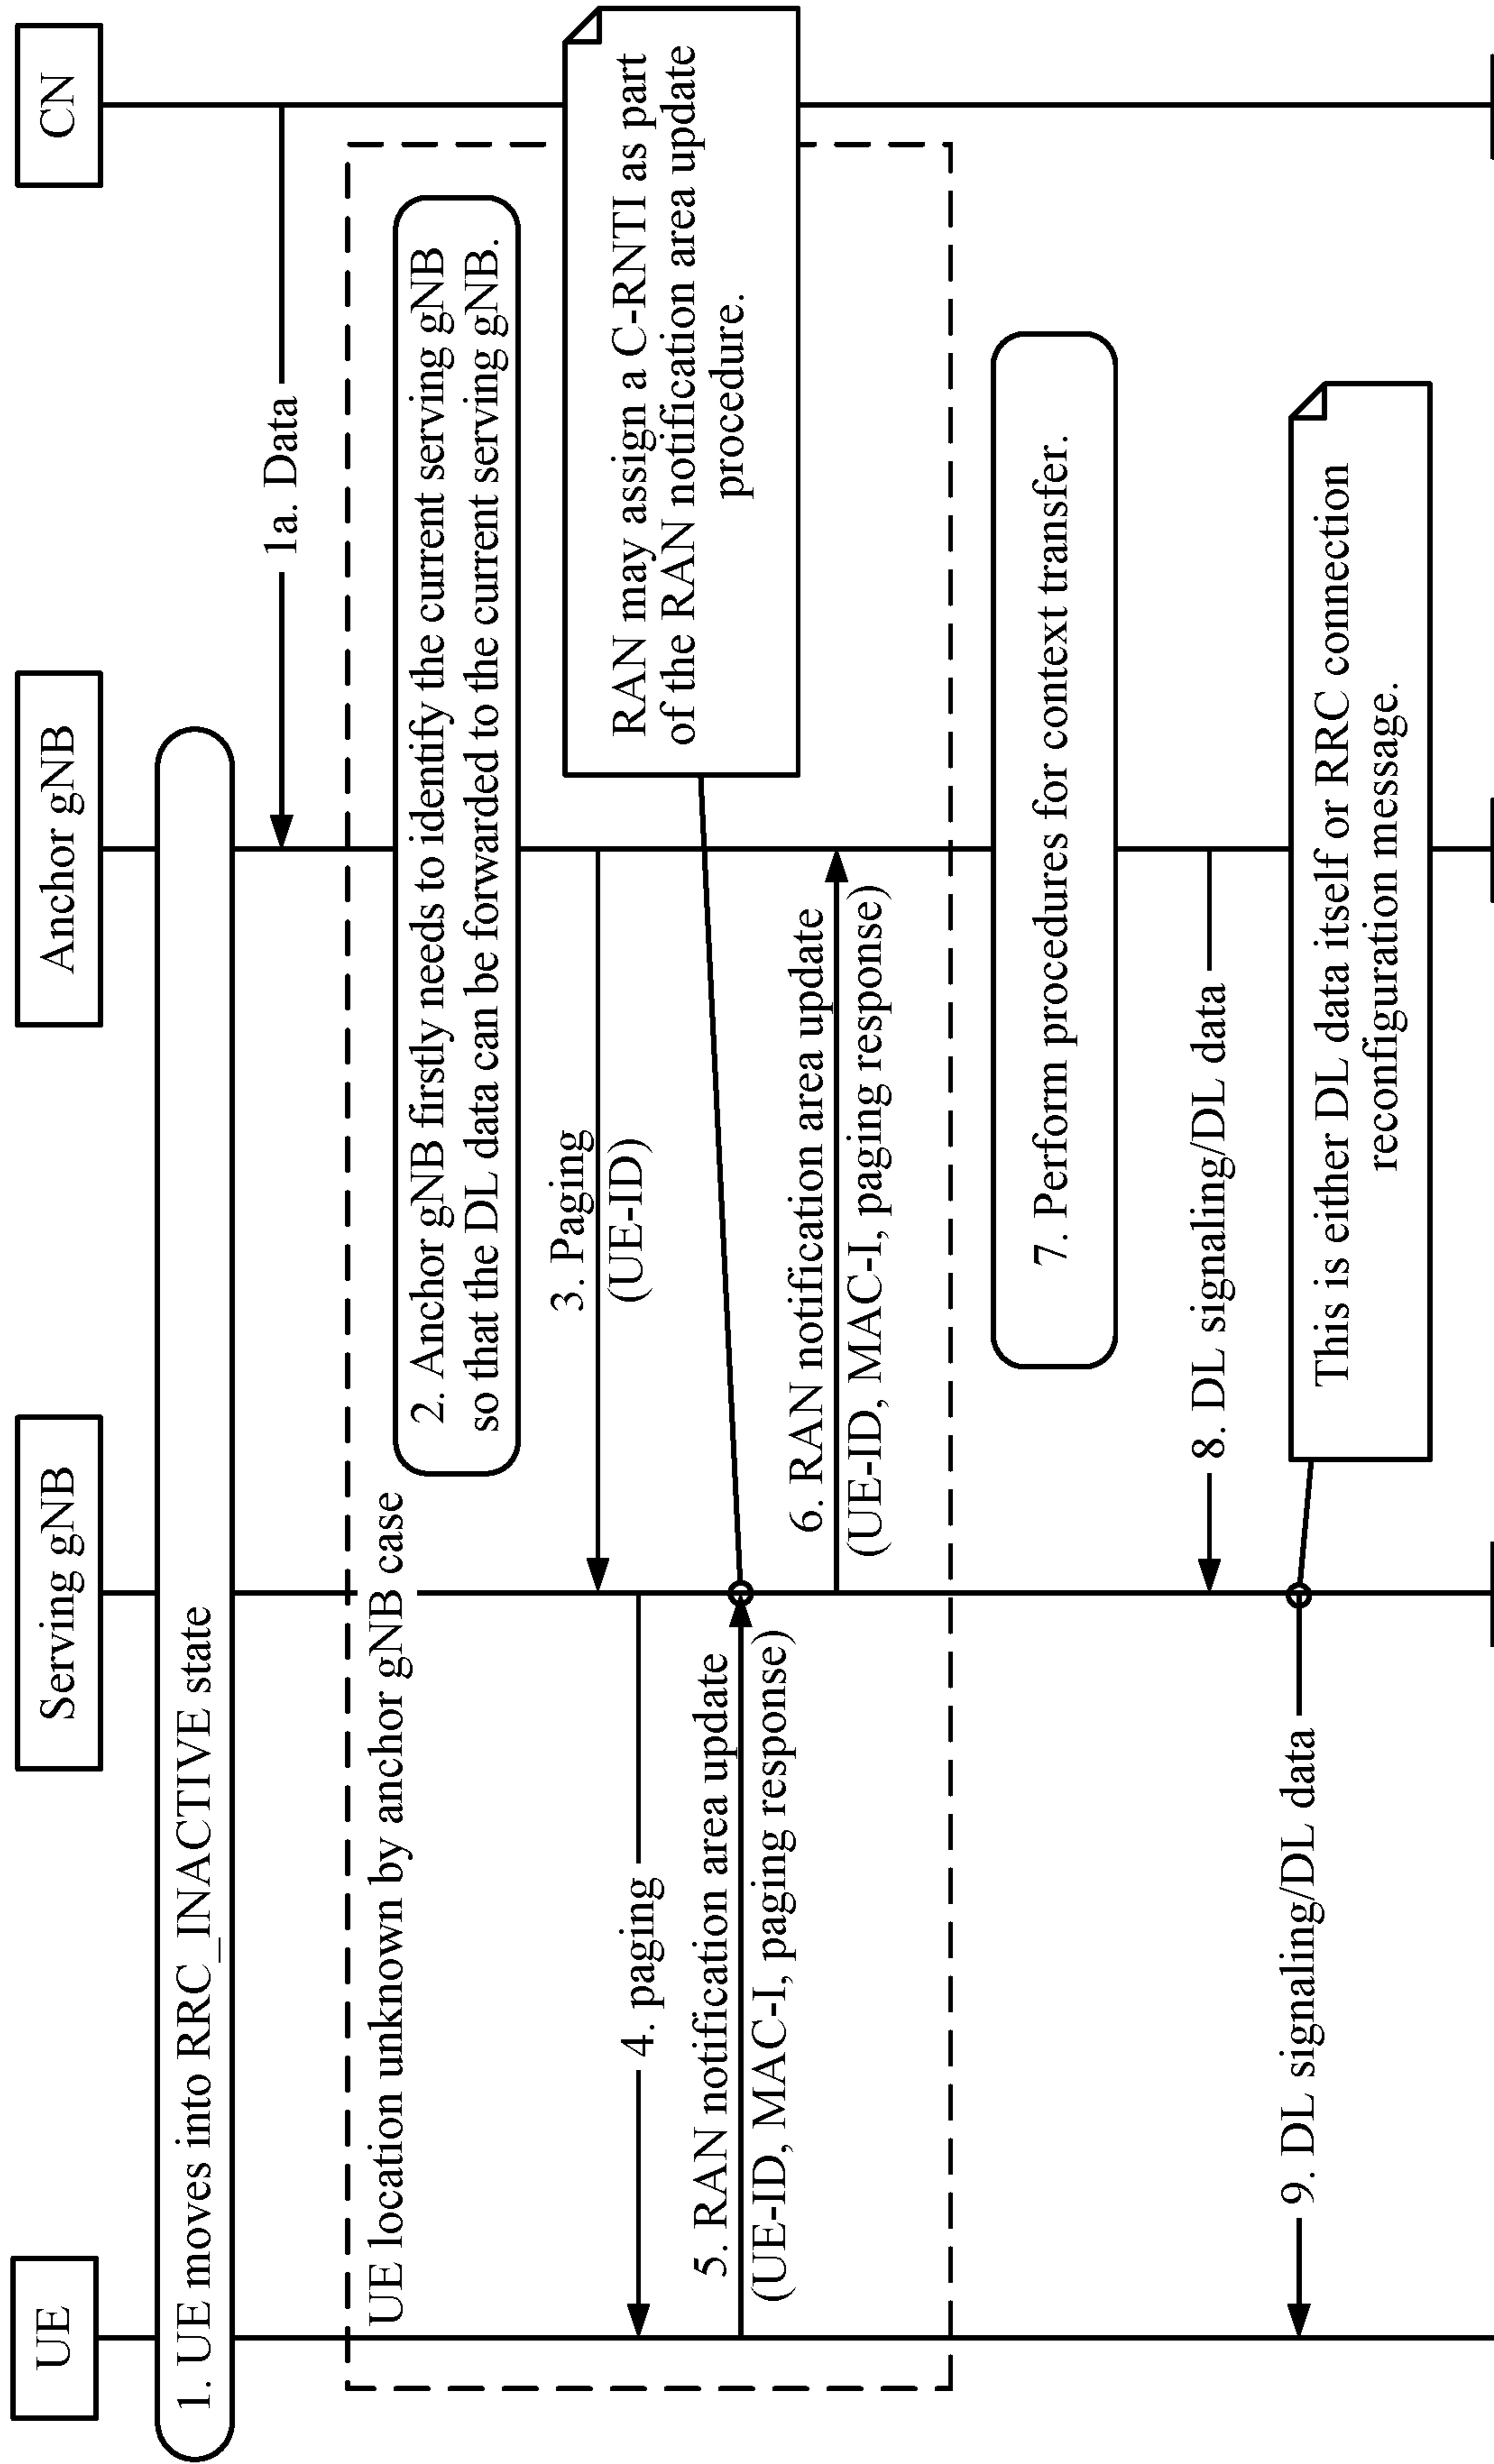 UE
Serving gNB
Anchor gNB
CN
1. UE moves into RRC_INACTIVE state
1a. Data
UE location unknown by anchor gNB case
2. Anchor gNB firstly needs to identify the current serving gNB
so that the DL data can be forwarded to the current serving gNB.
3. Paging
(UE-ID)
4. paging
RAN may assign a C-RNTI as part
of the RAN notification area update
procedure.
5. RAN notification area update
(UE-ID, MAC-I, paging response)
6. RAN notification area update
(UE-ID, MAC-I, paging response)
7. Perform procedures for context transfer.
8. DL signaling/DL data
9. DL signaling/DL data
This is either DL data itself or RRC connection
reconfiguration message.